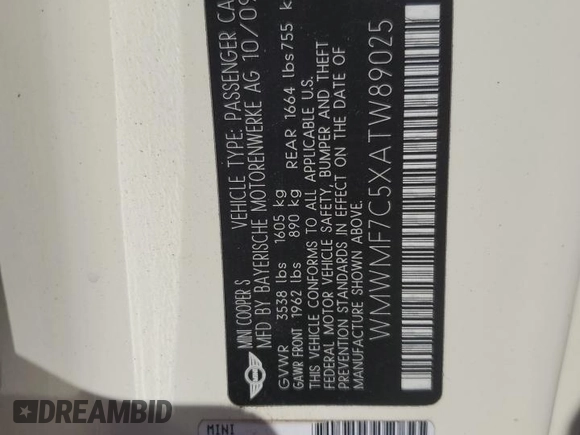 MINI COOPER S
VEHICLE TYPE: PASSENGER CA
MFD BY BAYERISCHE MOTORENWERKE AG 10/09
GVWR 3538 lbs 1605 kg
GAWR FRONT 1962 lbs 890 kg REAR 1664 lbs 755 k
THIS VEHICLE CONFORMS TO ALL APPLICABLE U.S.
FEDERAL MOTOR VEHICLE SAFETY, BUMPER AND THEFT
PREVENTION STANDARDS IN EFFECT ON THE DATE OF
MANUFACTURE SHOWN ABOVE.
WMWMF7C5XATW89025
MINI
DREAMBID